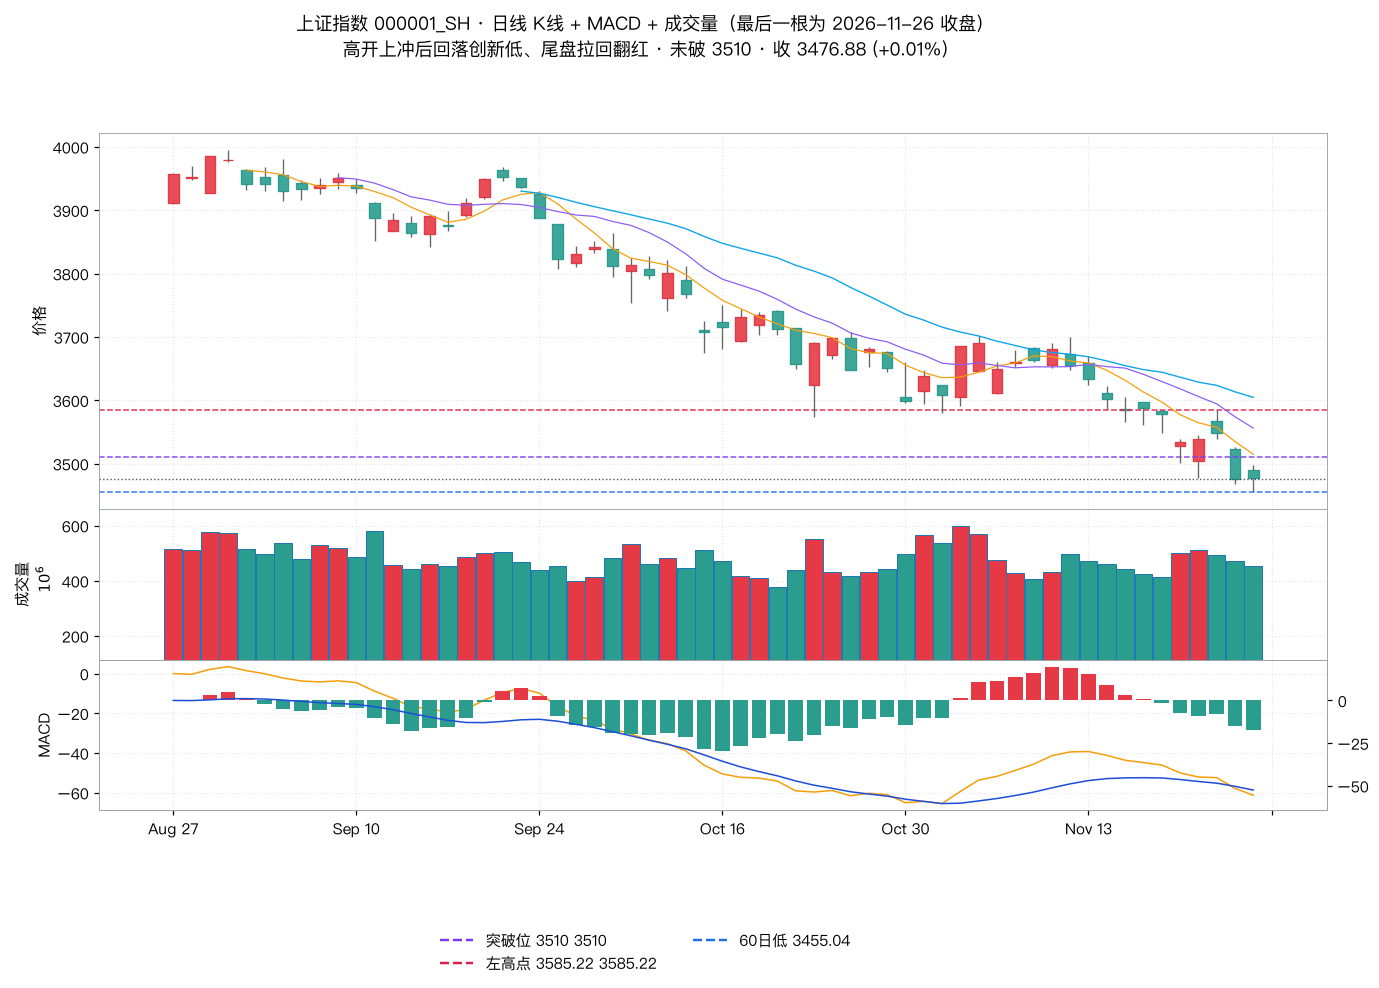 上证指数 000001_SH · 日线 K线 + MACD + 成交量（最后一根为 2026−11−26 收盘）
高开上冲后回落创新低、尾盘拉回翻红 · 未破 3510 · 收 3476.88 (+0.01%)
价格
4000
3900
3800
3700
3600
3500
成交量
10⁶
600
400
200
MACD
0
−20
−40
−60
0
−25
−50
Aug 27
Sep 10
Sep 24
Oct 16
Oct 30
Nov 13
突破位 3510 3510
左高点 3585.22 3585.22
60日低 3455.04